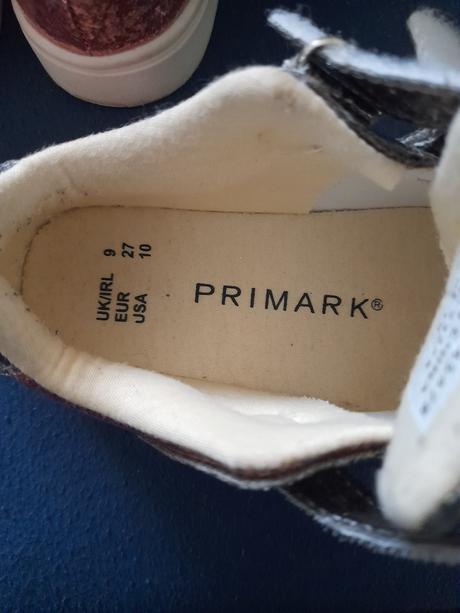 UK/IRL 9
EUR 27
USA 10
PRIMARK®